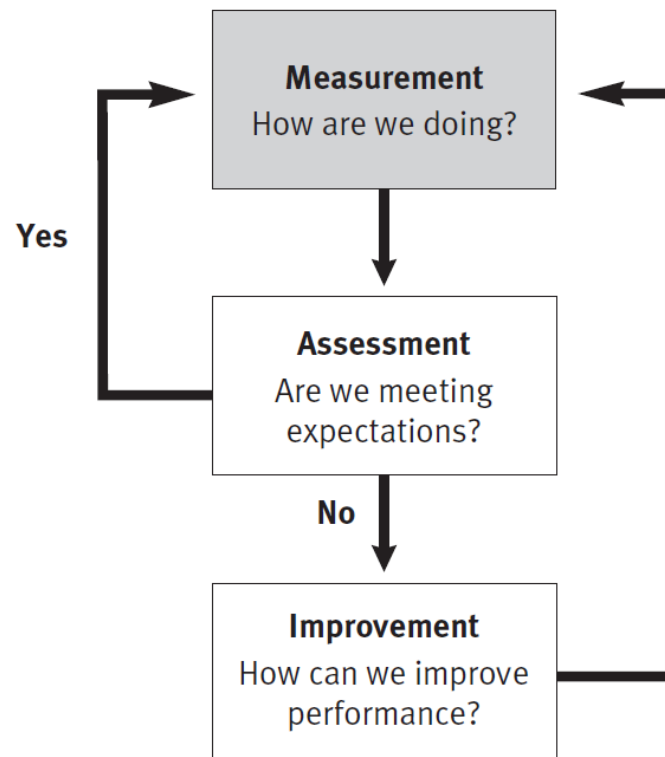 Measurement
How are we doing?
Yes
Assessment
Are we meeting
expectations?
No
Improvement
How can we improve
performance?